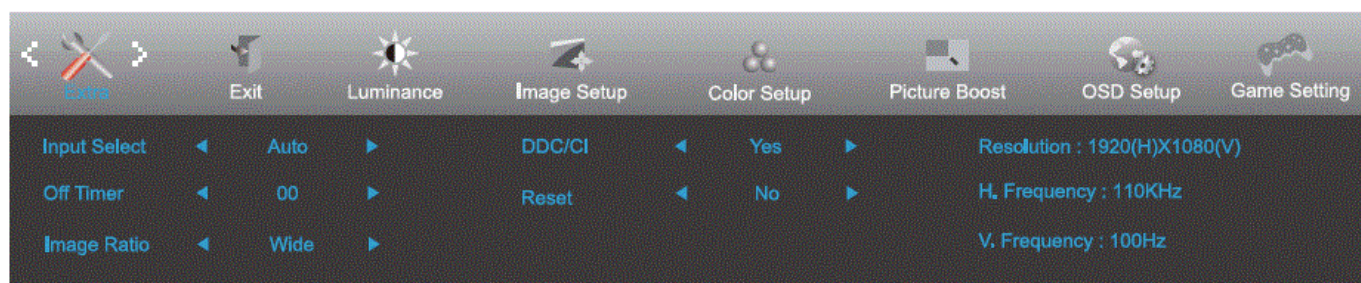 Extra Exit Luminance Image Setup Color Setup Picture Boost OSD Setup Game Setting
Input Select Auto DDC/CI Yes Resolution : 1920(H)X1080(V)
Off Timer 00 Reset No H. Frequency : 110KHz
Image Ratio Wide V. Frequency : 100Hz